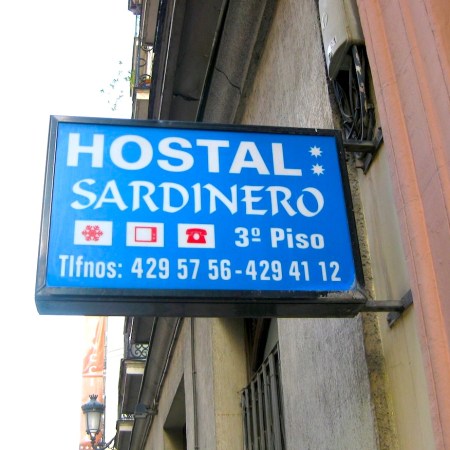 HOSTAL
SARDINERO
3º Piso
Tlfnos: 429 57 56-429 41 12